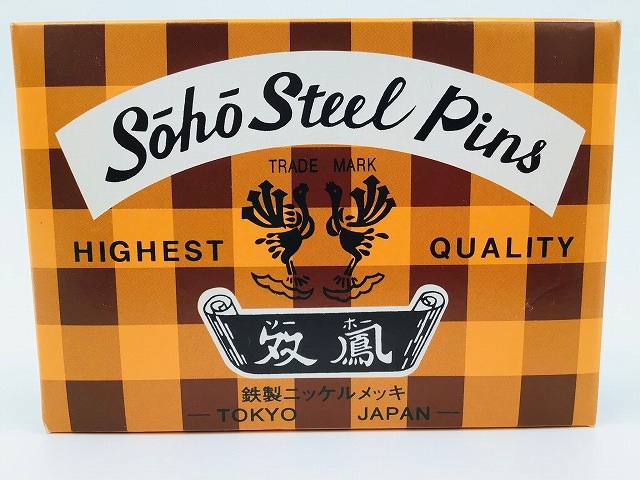 Sōhō Steel Pins
TRADE MARK
HIGHEST QUALITY
ソー ホー
双鳳
鉄製ニッケルメッキ
—TOKYO JAPAN—